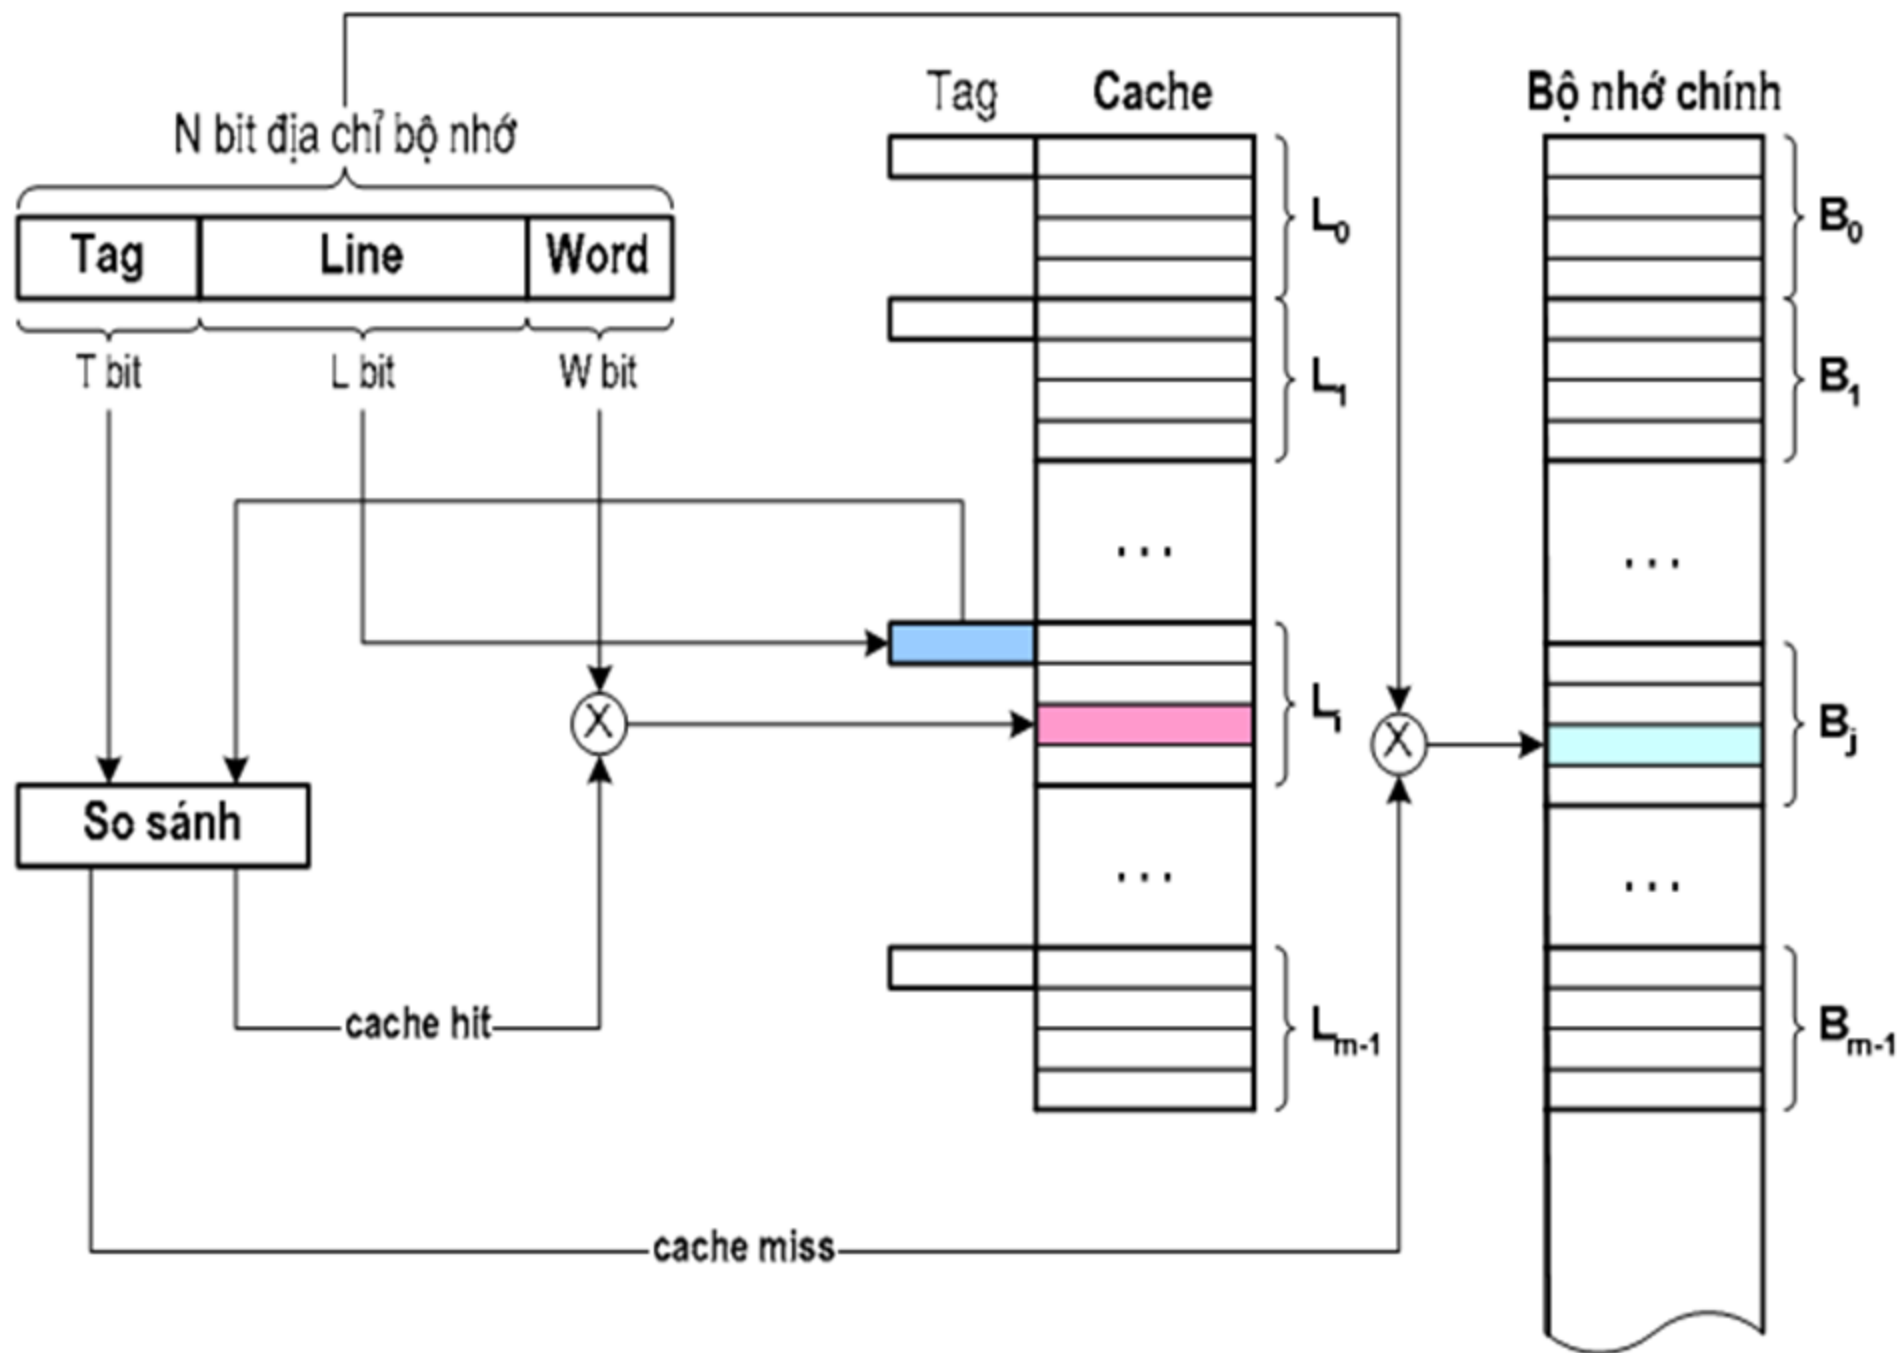 Tag Cache Bộ nhớ chính
N bit địa chỉ bộ nhớ
Tag Line Word
T bit L bit W bit
L0 B0
L1 B1
... ...
X Li X Bj
So sánh
... ...
cache hit Lm-1 Bm-1
cache miss